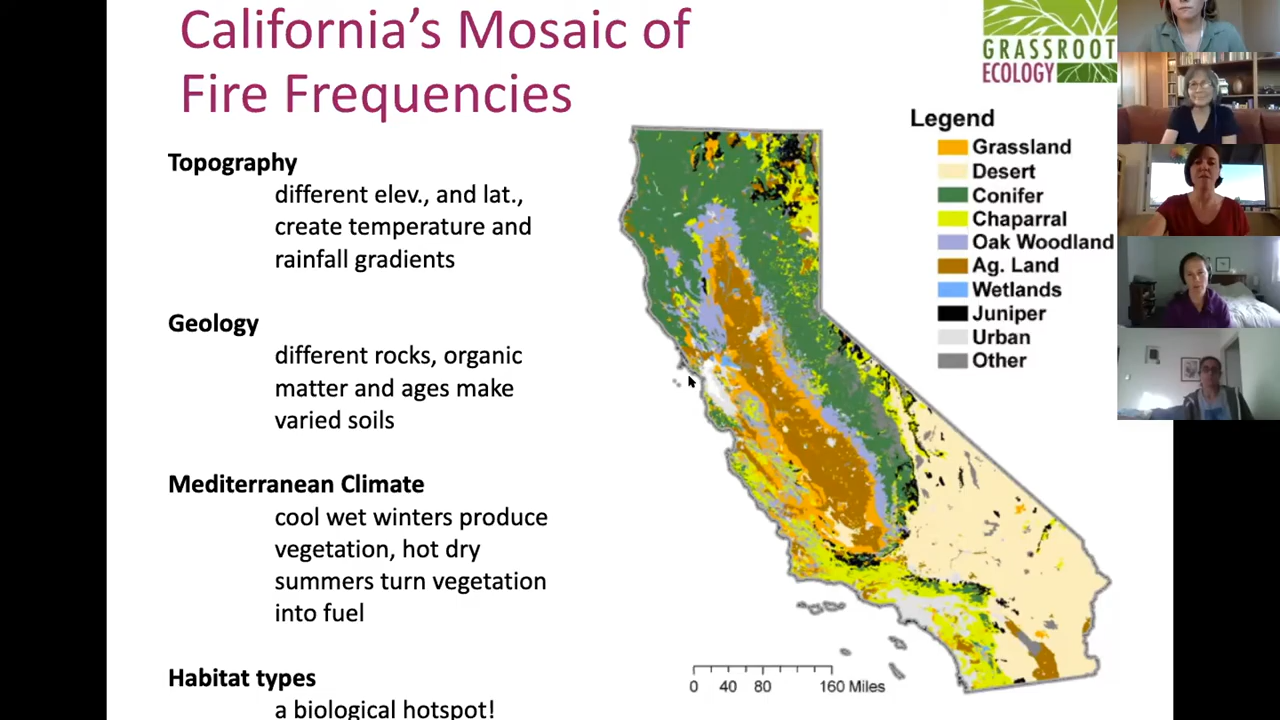 California's Mosaic of
Fire Frequencies
Topography
different elev., and lat.,
create temperature and
rainfall gradients
Geology
different rocks, organic
matter and ages make
varied soils
Mediterranean Climate
cool wet winters produce
vegetation, hot dry
summers turn vegetation
into fuel
Habitat types
a biological hotspot!
GRASSROOT
ECOLOGY
Legend
Grassland
Desert
Conifer
Chaparral
Oak Woodland
Ag. Land
Wetlands
Juniper
Urban
Other
0 40 80 160 Miles